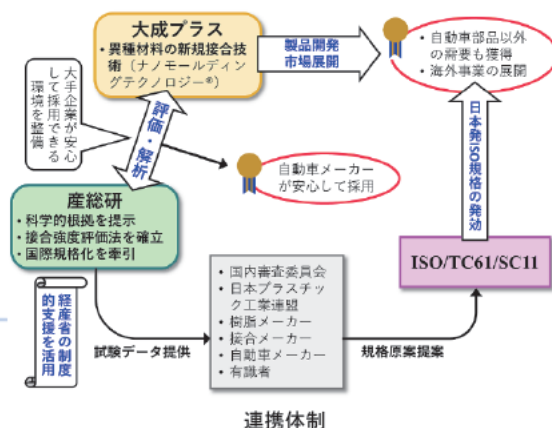 大成プラス
・異種材料の新規接合技
術（ナノモールディン
グテクノロジー®）
製品開発
市場展開
・自動車部品以外
の需要も獲得
・海外事業の展開
大手企業が安心
して採用できる
環境を整備
評価・解析
自動車メーカー
が安心して採用
日本発ISO規格の発効
産総研
・科学的根拠を提示
・接合強度評価法を確立
・国際規格化を牽引
ISO/TC61/SC11
・国内審査委員会
・日本プラスチッ
ク工業連盟
・樹脂メーカー
・接合メーカー
・自動車メーカー
・有識者
経産省の制度
的支援を活用
試験データ提供
規格原案提案
連携体制